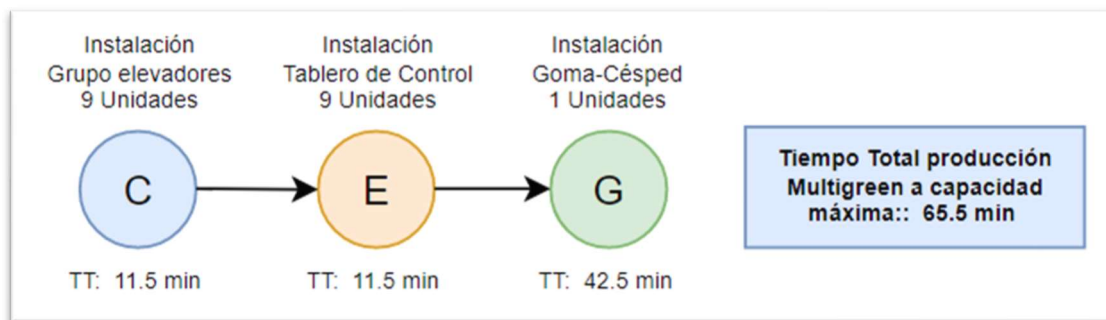 Instalación
Grupo elevadores
9 Unidades
Instalación
Tablero de Control
9 Unidades
Instalación
Goma-Césped
1 Unidades
C
E
G
TT: 11.5 min
TT: 11.5 min
TT: 42.5 min
Tiempo Total producción
Multigreen a capacidad
máxima:: 65.5 min